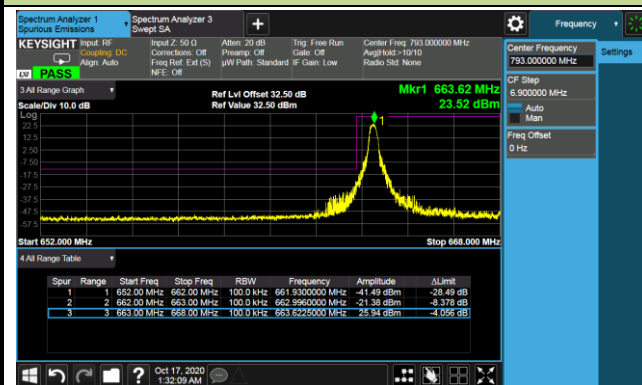 Spectrum Analyzer 1
Spurious Emissions
Spectrum Analyzer 3
Swept SA
Frequency
KEYSIGHT
Input: RF
Coupling: DC
Align: Auto
Input Z: 50 Ω
Corrections: Off
Freq Ref: Ext (S)
NFE: Off
Atten: 20 dB
Preamp: Off
µW Path: Standard
Trig: Free Run
Gate: Off
IF Gain: Low
Center Freq: 793.000000 MHz
Avg|Hold:>10/10
Radio Std: None
LXI PASS
Center Frequency
793.000000 MHz
Settings
CF Step
6.900000 MHz
Auto
Man
Freq Offset
0 Hz
3 All Range Graph
Scale/Div 10.0 dB
Ref Lvl Offset 32.50 dB
Ref Value 32.50 dBm
Mkr1 663.62 MHz
23.52 dBm
Log
22.5
12.5
2.50
-7.50
-17.5
-27.5
-37.5
-47.5
-57.5
1
Start 652.000 MHz
Stop 668.000 MHz
4 All Range Table
Spur Range Start Freq Stop Freq RBW Frequency Amplitude ΔLimit
1 1 652.00 MHz 662.00 MHz 100.0 kHz 661.9300000 MHz -41.49 dBm -28.49 dB
2 2 662.00 MHz 663.00 MHz 100.0 kHz 662.9960000 MHz -21.38 dBm -8.378 dB
3 3 663.00 MHz 668.00 MHz 100.0 kHz 663.6225000 MHz 25.94 dBm -4.056 dB
Oct 17, 2020
1:32:09 AM